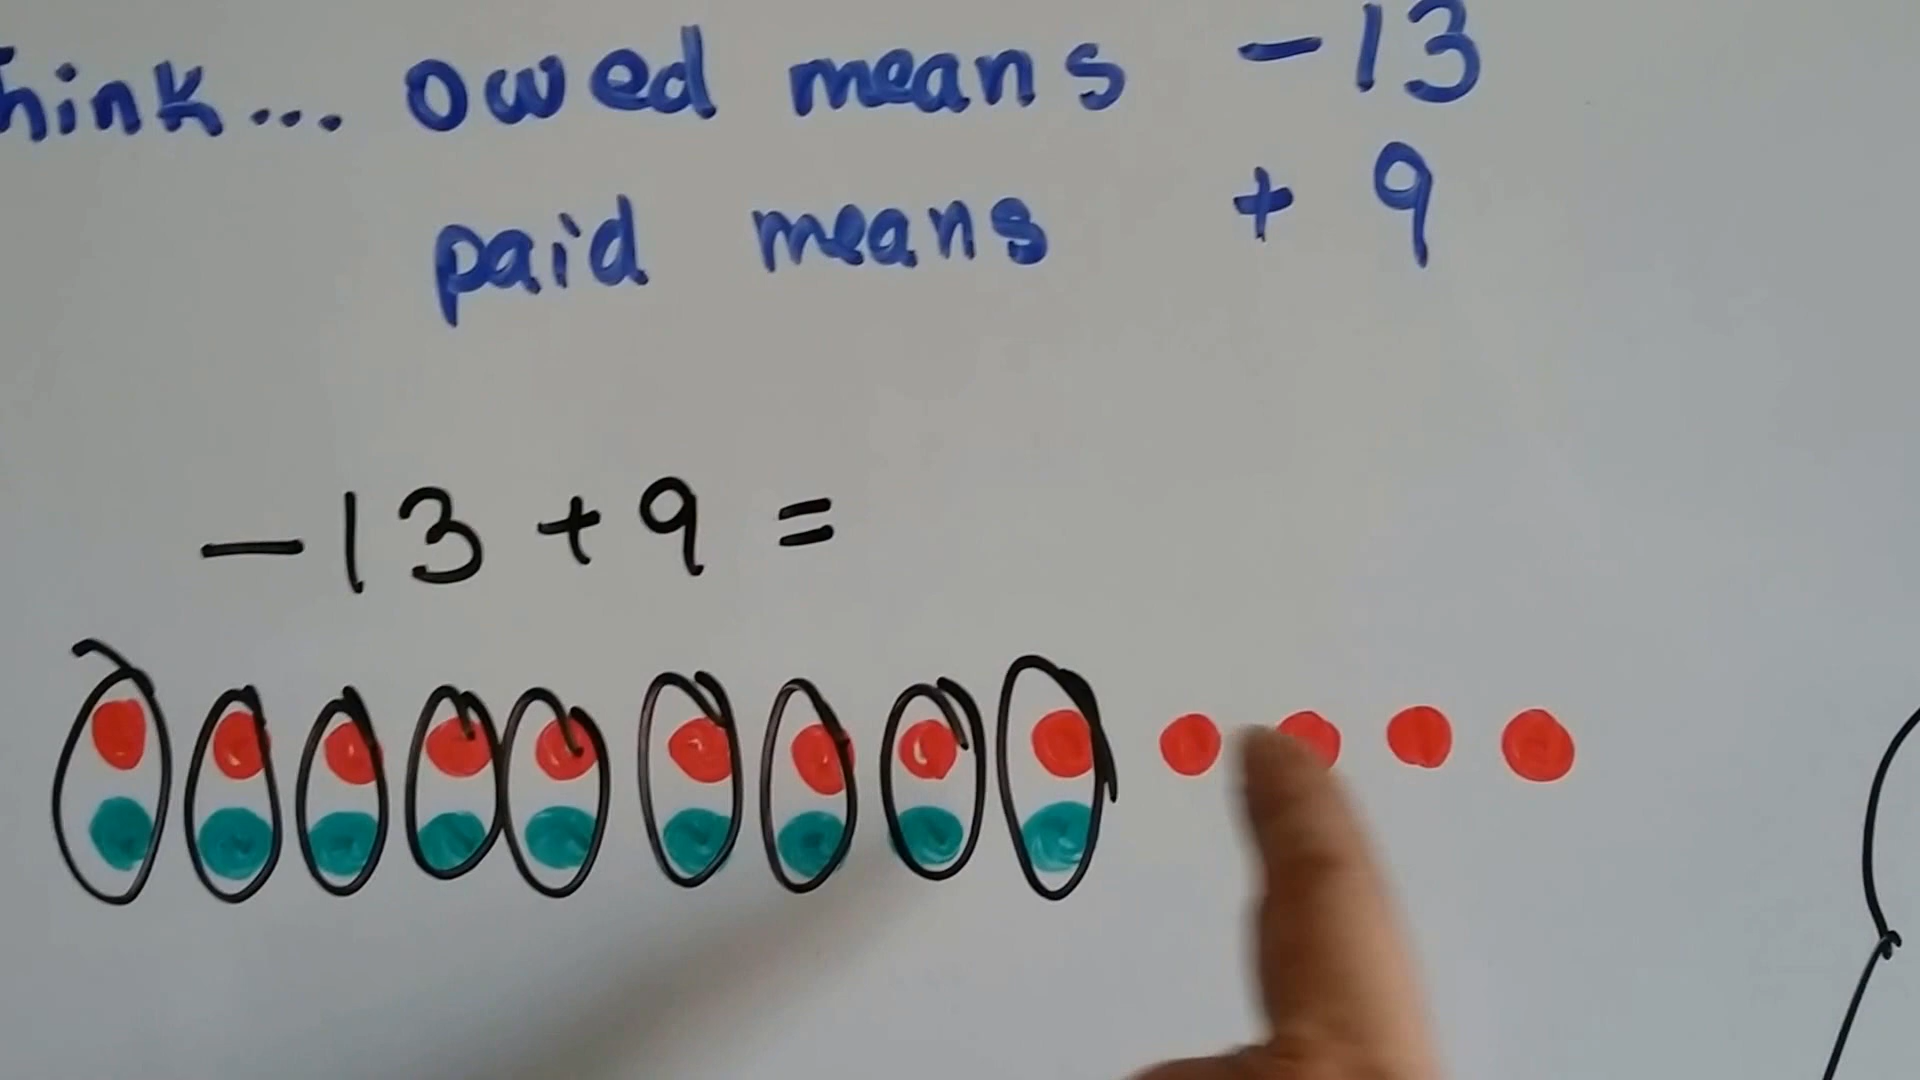 hink... owed means -13
paid means + 9
-13 + 9 =